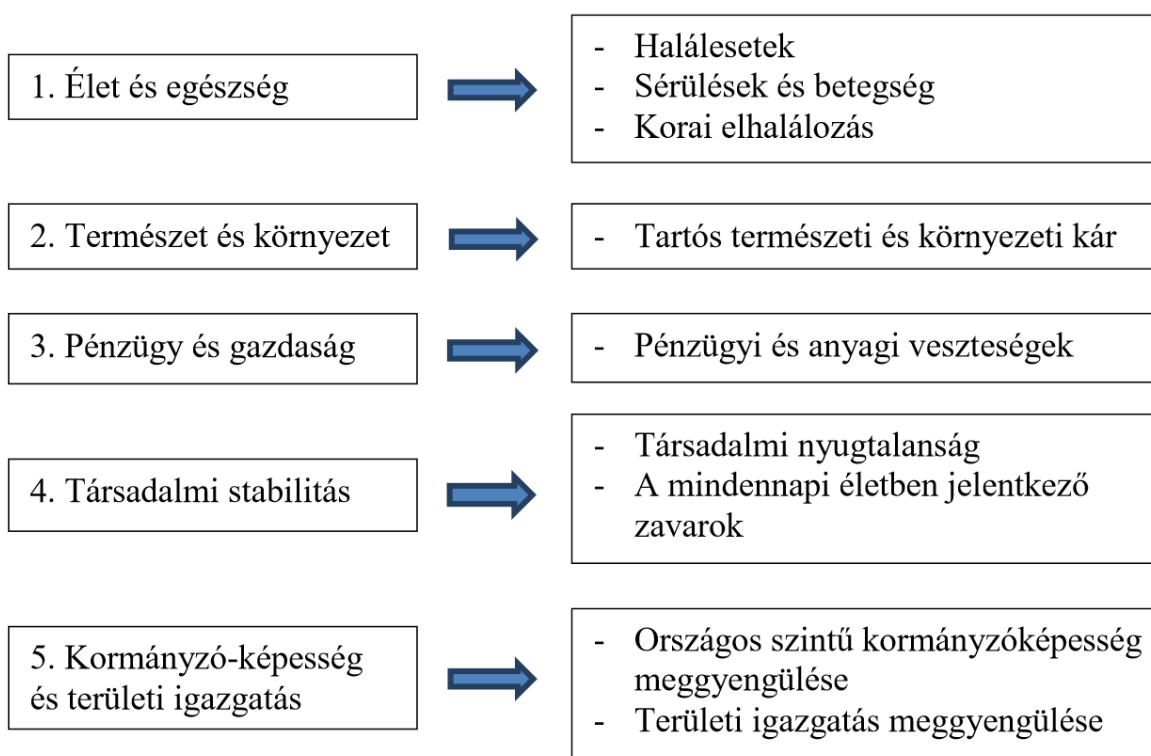 1. Élet és egészség
- Halálesetek
- Sérülések és betegség
- Korai elhalálozás
2. Természet és környezet
- Tartós természeti és környezeti kár
3. Pénzügy és gazdaság
- Pénzügyi és anyagi veszteségek
4. Társadalmi stabilitás
- Társadalmi nyugtalanság
- A mindennapi életben jelentkező
zavarok
5. Kormányzó-képesség
és területi igazgatás
- Országos szintű kormányzóképesség
meggyengülése
- Területi igazgatás meggyengülése